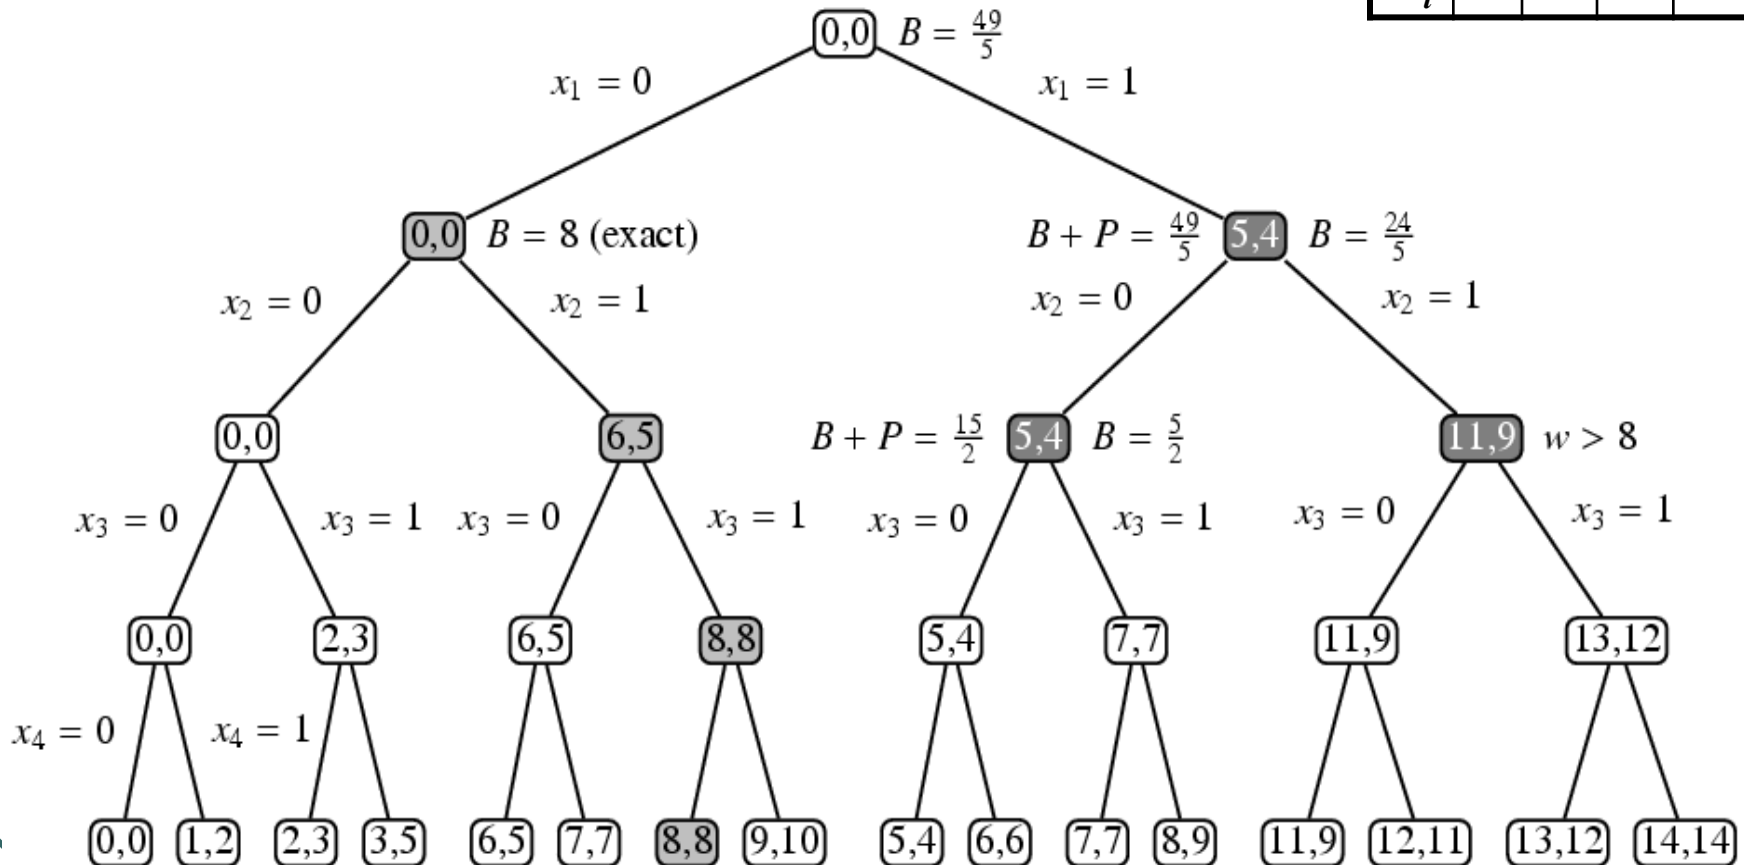 i
0,0 B = 49/5
x₁ = 0 x₁ = 1
0,0 B = 8 (exact) B + P = 49/5 5,4 B = 24/5
x₂ = 0 x₂ = 1 x₂ = 0 x₂ = 1
0,0 6,5 B + P = 15/2 5,4 B = 5/2 11,9 w > 8
x₃ = 0 x₃ = 1 x₃ = 0 x₃ = 1 x₃ = 0 x₃ = 1 x₃ = 0 x₃ = 1
0,0 2,3 6,5 8,8 5,4 7,7 11,9 13,12
x₄ = 0 x₄ = 1
0,0 1,2 2,3 3,5 6,5 7,7 8,8 9,10 5,4 6,6 7,7 8,9 11,9 12,11 13,12 14,14